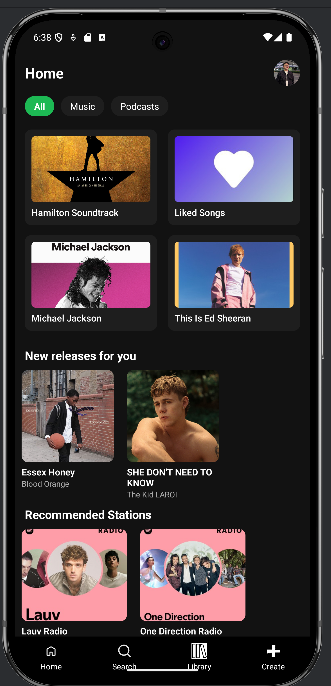 6:38
Home
All
Music
Podcasts
HAMILTON
Hamilton Soundtrack
Liked Songs
Michael Jackson
Michael Jackson
This Is Ed Sheeran
New releases for you
Essex Honey
Blood Orange
SHE DON'T NEED TO
KNOW
The Kid LAROI
Recommended Stations
RADIO
RADIO
Lauv
One Direction
Lauv Radio
One Direction Radio
Home
Search
Library
Create